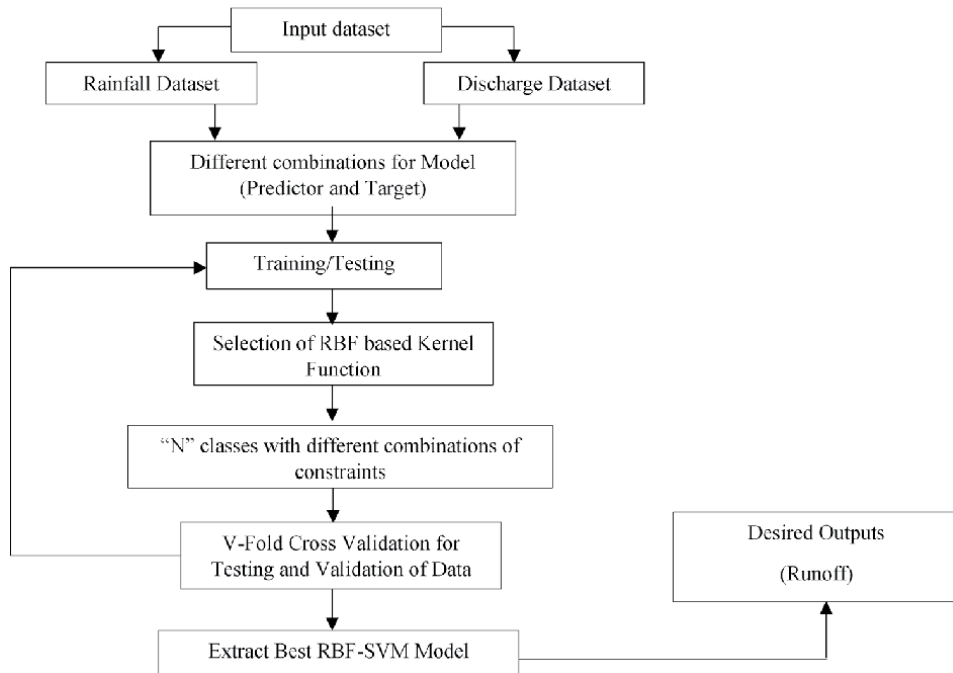 Input dataset
Rainfall Dataset
Discharge Dataset
Different combinations for Model
(Predictor and Target)
Training/Testing
Selection of RBF based Kernel
Function
“N” classes with different combinations of
constraints
V-Fold Cross Validation for
Testing and Validation of Data
Desired Outputs
(Runoff)
Extract Best RBF-SVM Model